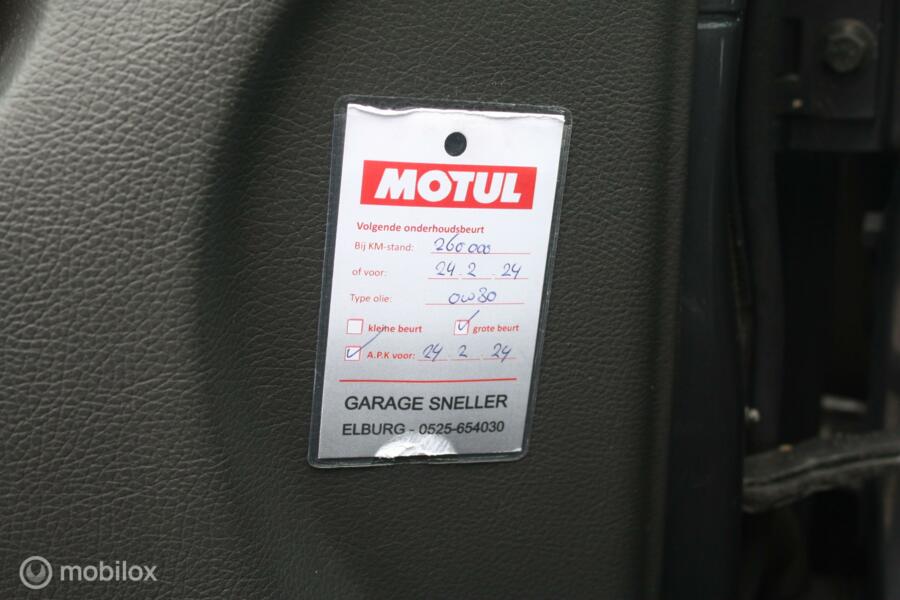 MOTUL
Volgende onderhoudsbeurt
Bij KM-stand: 260 000
of voor: 24 . 2 . 24
Type olie: 0w30
kleine beurt grote beurt
A.P.K voor: 24 . 2 . 24
GARAGE SNELLER
ELBURG - 0525-654030
mobilox